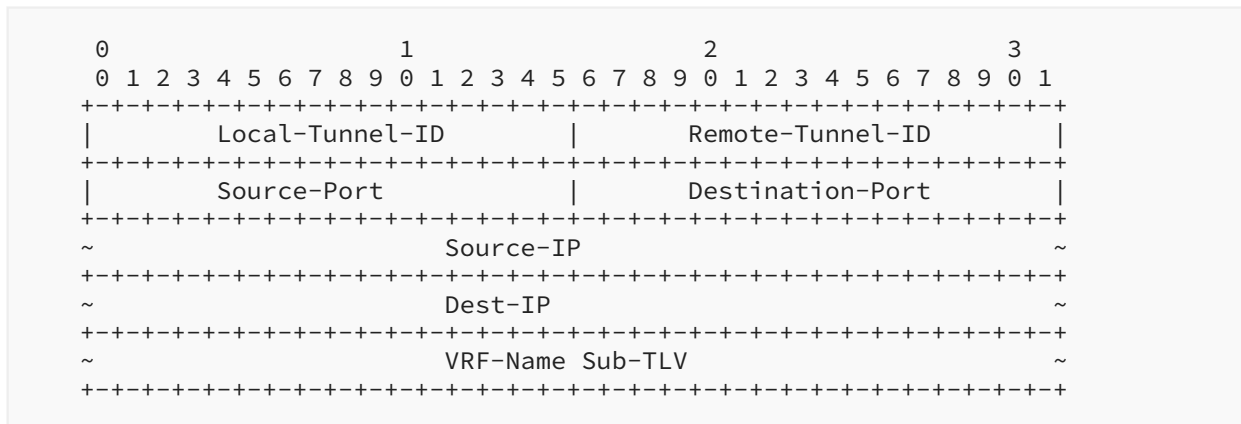 0                   1                   2                   3
 0 1 2 3 4 5 6 7 8 9 0 1 2 3 4 5 6 7 8 9 0 1 2 3 4 5 6 7 8 9 0 1
+-+-+-+-+-+-+-+-+-+-+-+-+-+-+-+-+-+-+-+-+-+-+-+-+-+-+-+-+-+-+-+-+
|        Local-Tunnel-ID        |       Remote-Tunnel-ID        |
+-+-+-+-+-+-+-+-+-+-+-+-+-+-+-+-+-+-+-+-+-+-+-+-+-+-+-+-+-+-+-+-+
|        Source-Port            |       Destination-Port        |
+-+-+-+-+-+-+-+-+-+-+-+-+-+-+-+-+-+-+-+-+-+-+-+-+-+-+-+-+-+-+-+-+
~                       Source-IP                               ~
+-+-+-+-+-+-+-+-+-+-+-+-+-+-+-+-+-+-+-+-+-+-+-+-+-+-+-+-+-+-+-+-+
~                       Dest-IP                                 ~
+-+-+-+-+-+-+-+-+-+-+-+-+-+-+-+-+-+-+-+-+-+-+-+-+-+-+-+-+-+-+-+-+
~                       VRF-Name Sub-TLV                        ~
+-+-+-+-+-+-+-+-+-+-+-+-+-+-+-+-+-+-+-+-+-+-+-+-+-+-+-+-+-+-+-+-+